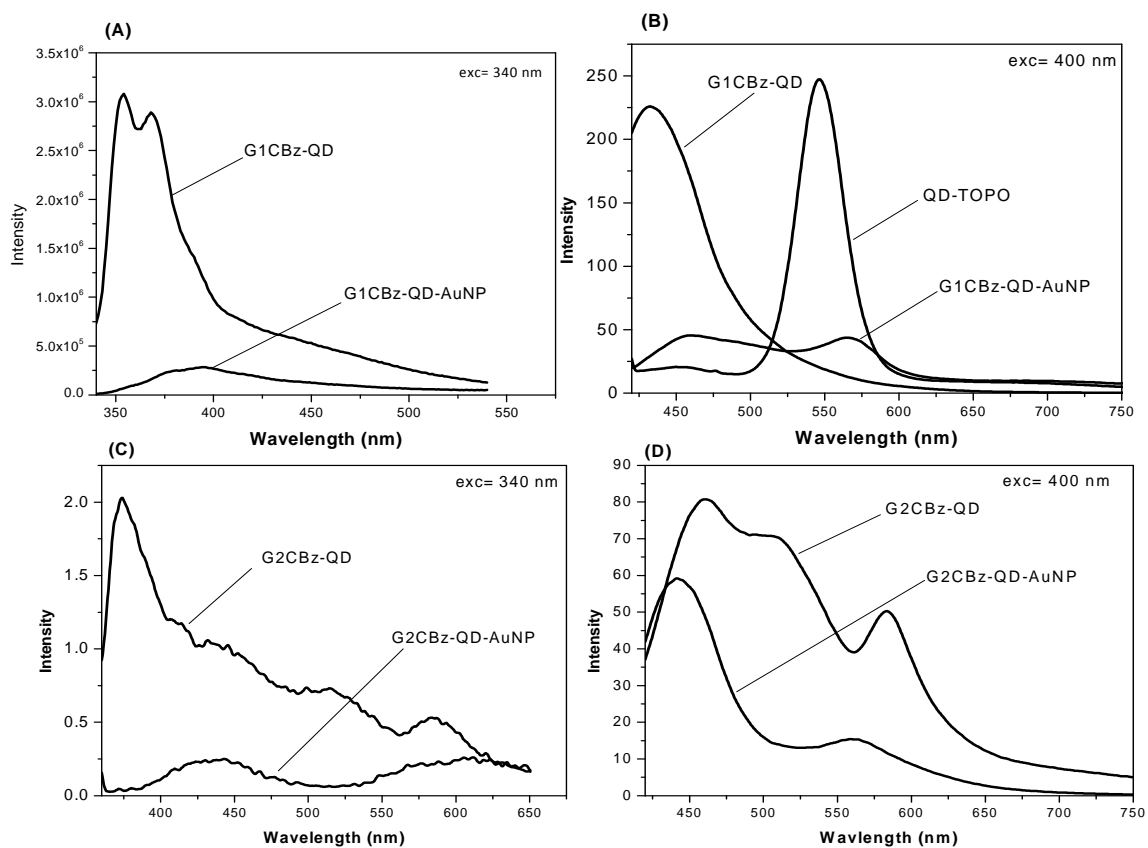 (A)
exc= 340 nm
G1CBz-QD
G1CBz-QD-AuNP
Intensity
3.5x10⁶
3.0x10⁶
2.5x10⁶
2.0x10⁶
1.5x10⁶
1.0x10⁶
5.0x10⁵
0.0
350 400 450 500 550
Wavelength (nm)
(B)
exc= 400 nm
G1CBz-QD
QD-TOPO
G1CBz-QD-AuNP
Intensity
250
200
150
100
50
0
450 500 550 600 650 700 750
Wavelength (nm)
(C)
exc= 340 nm
G2CBz-QD
G2CBz-QD-AuNP
Intensity
2.0
1.5
1.0
0.5
0.0
400 450 500 550 600 650
Wavelength (nm)
(D)
exc= 400 nm
G2CBz-QD
G2CBz-QD-AuNP
Intensity
90
80
70
60
50
40
30
20
10
0
450 500 550 600 650 700 750
Wavelength (nm)